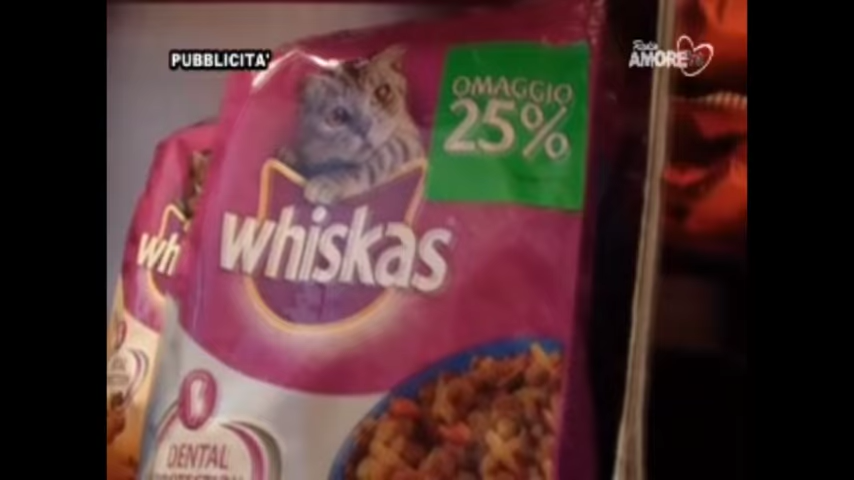 PUBBLICITA'
Radio
AMORE
OMAGGIO
25%
whiskas
wh
DENTAL